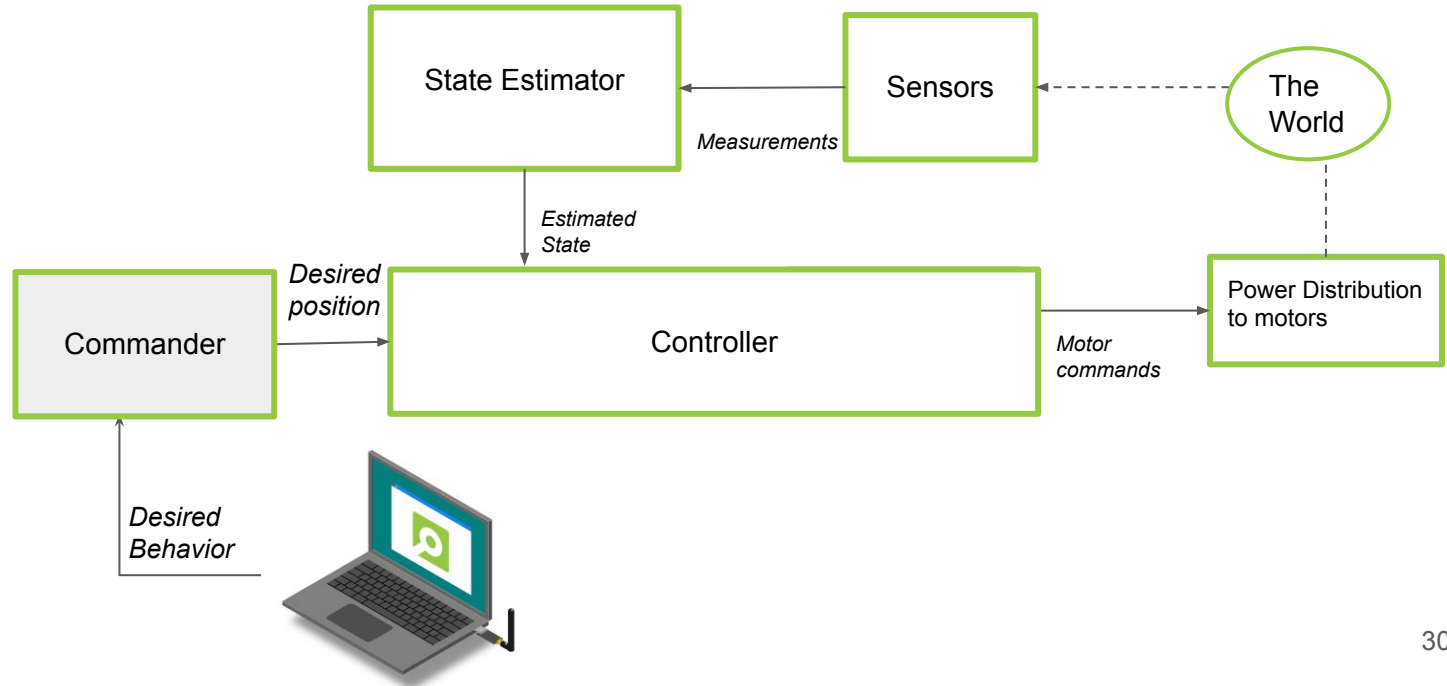 State Estimator
Sensors
The
World
Measurements
Estimated
State
Desired
position
Commander
Controller
Power Distribution
to motors
Motor
commands
Desired
Behavior
30